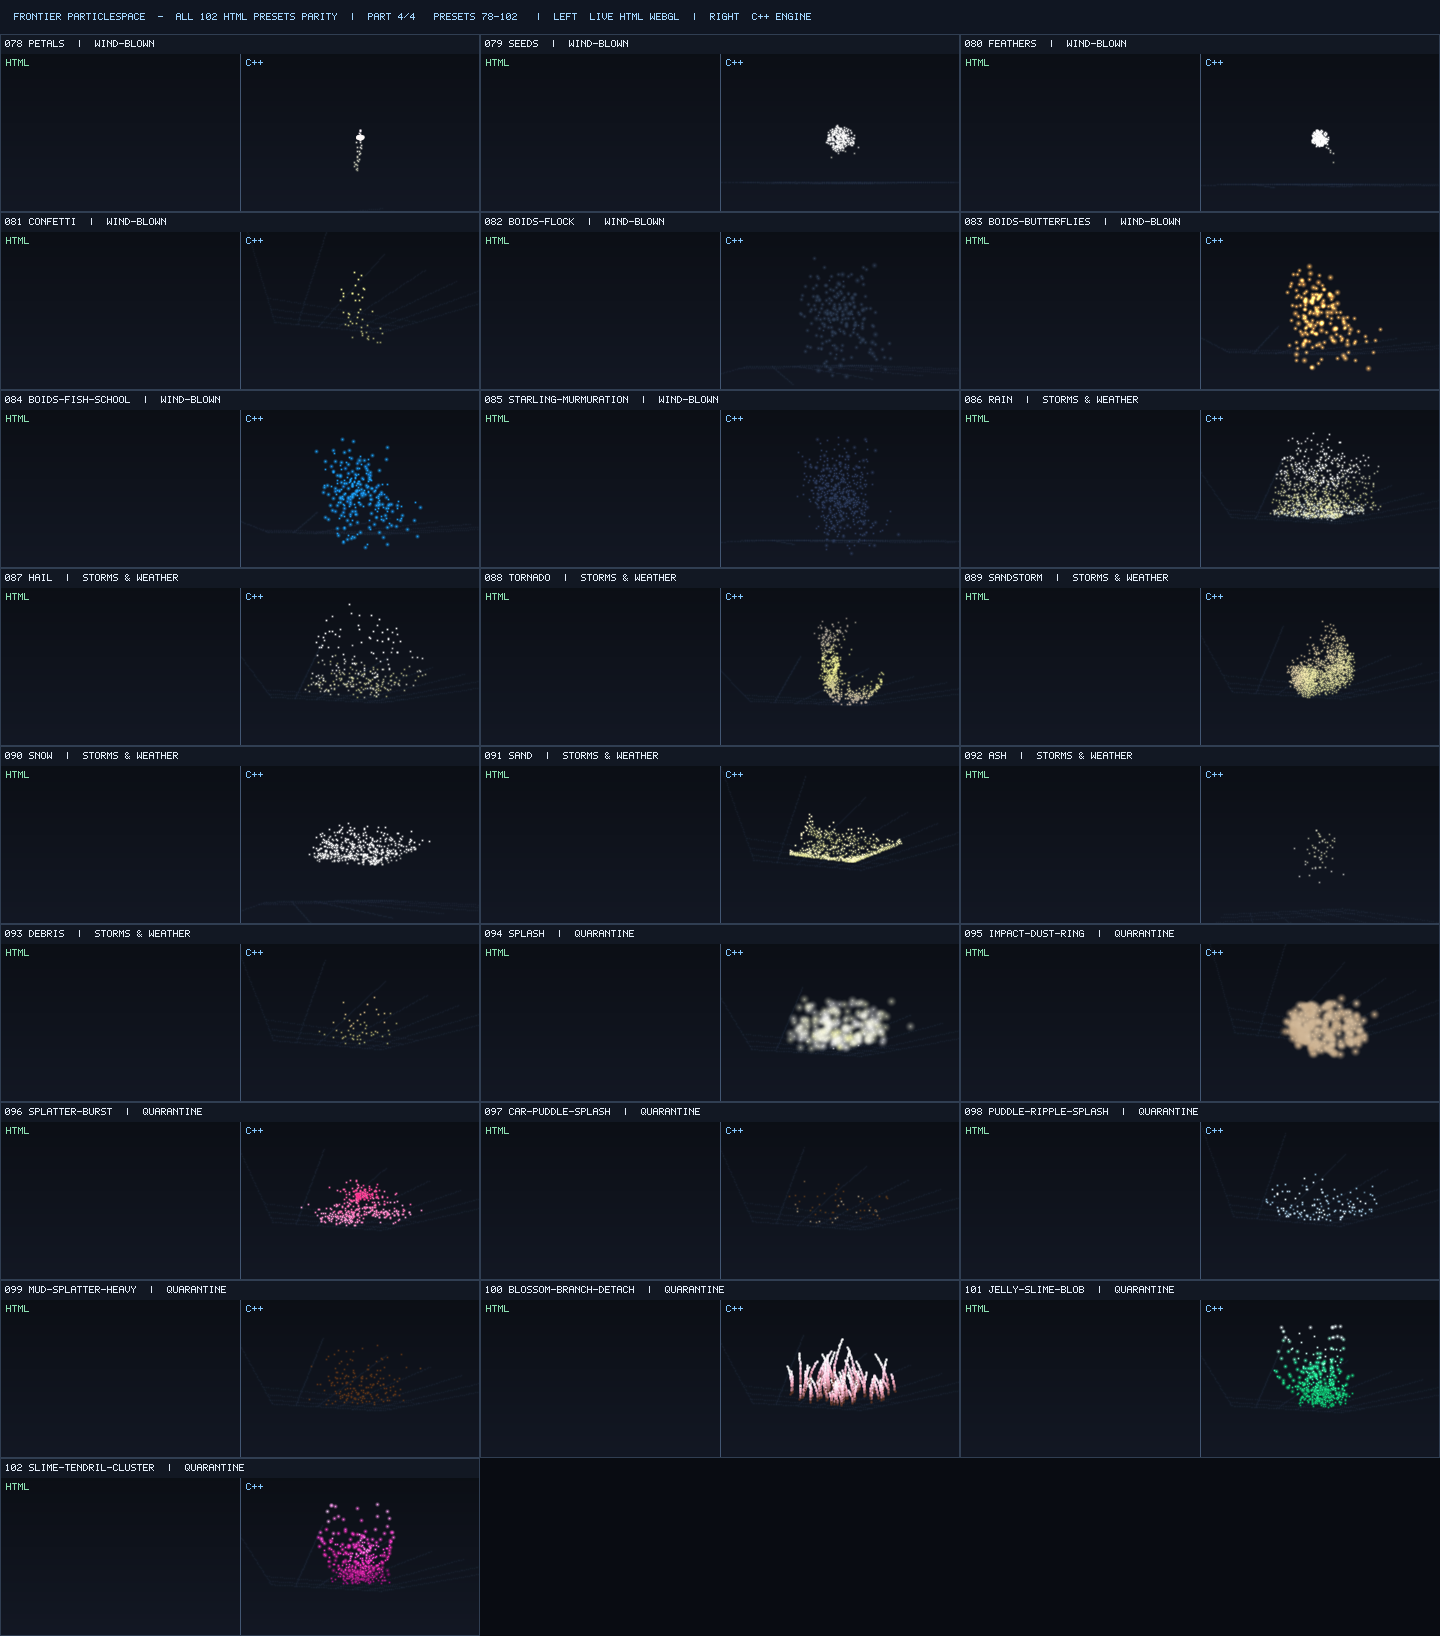 FRONTIER PARTICLESPACE – ALL 102 HTML PRESETS PARITY | PART 4/4 PRESETS 78-102 | LEFT LIVE HTML WEBGL | RIGHT C++ ENGINE
078 PETALS | WIND-BLOWN
HTML
C++
079 SEEDS | WIND-BLOWN
HTML
C++
080 FEATHERS | WIND-BLOWN
HTML
C++
081 CONFETTI | WIND-BLOWN
HTML
C++
082 BOIDS-FLOCK | WIND-BLOWN
HTML
C++
083 BOIDS-BUTTERFLIES | WIND-BLOWN
HTML
C++
084 BOIDS-FISH-SCHOOL | WIND-BLOWN
HTML
C++
085 STARLING-MURMURATION | WIND-BLOWN
HTML
C++
086 RAIN | STORMS & WEATHER
HTML
C++
087 HAIL | STORMS & WEATHER
HTML
C++
088 TORNADO | STORMS & WEATHER
HTML
C++
089 SANDSTORM | STORMS & WEATHER
HTML
C++
090 SNOW | STORMS & WEATHER
HTML
C++
091 SAND | STORMS & WEATHER
HTML
C++
092 ASH | STORMS & WEATHER
HTML
C++
093 DEBRIS | STORMS & WEATHER
HTML
C++
094 SPLASH | QUARANTINE
HTML
C++
095 IMPACT-DUST-RING | QUARANTINE
HTML
C++
096 SPLATTER-BURST | QUARANTINE
HTML
C++
097 CAR-PUDDLE-SPLASH | QUARANTINE
HTML
C++
098 PUDDLE-RIPPLE-SPLASH | QUARANTINE
HTML
C++
099 MUD-SPLATTER-HEAVY | QUARANTINE
HTML
C++
100 BLOSSOM-BRANCH-DETACH | QUARANTINE
HTML
C++
101 JELLY-SLIME-BLOB | QUARANTINE
HTML
C++
102 SLIME-TENDRIL-CLUSTER | QUARANTINE
HTML
C++